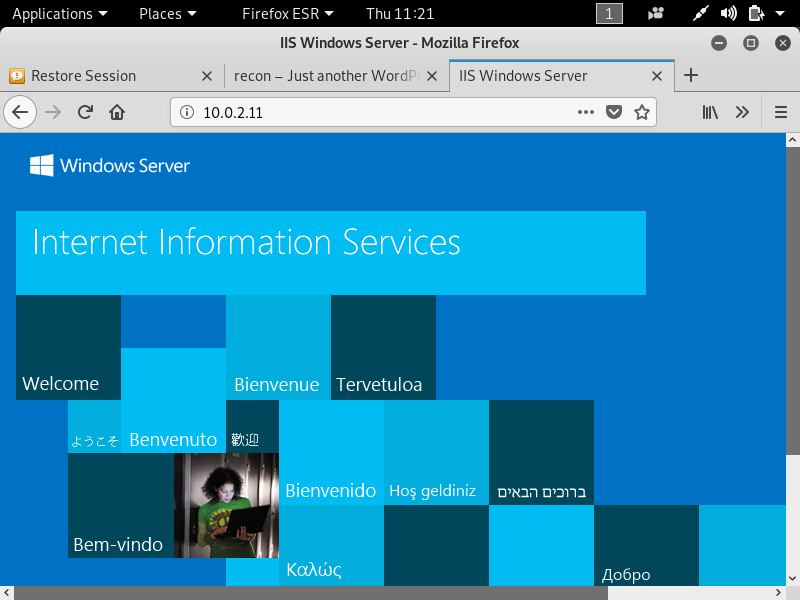 Applications Places Firefox ESR Thu 11:21 1
IIS Windows Server - Mozilla Firefox
Restore Session recon – Just another WordPr IIS Windows Server
10.0.2.11
Windows Server
Internet Information Services
Welcome Bienvenue Tervetuloa
ようこそ Benvenuto 歡迎
Bienvenido Hoş geldiniz ברוכים הבאים
Bem-vindo
Καλώς Добро